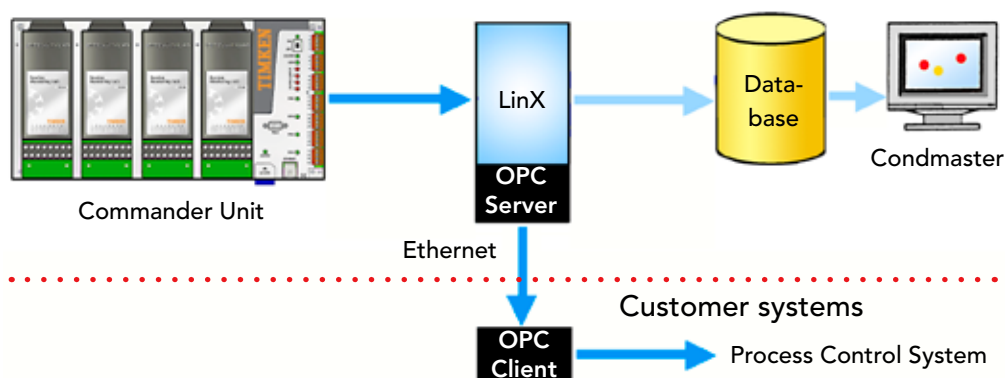 TIMKEN
Commander Unit
LinX
OPC
Server
Data-
base
Condmaster
Ethernet
Customer systems
OPC
Client
Process Control System